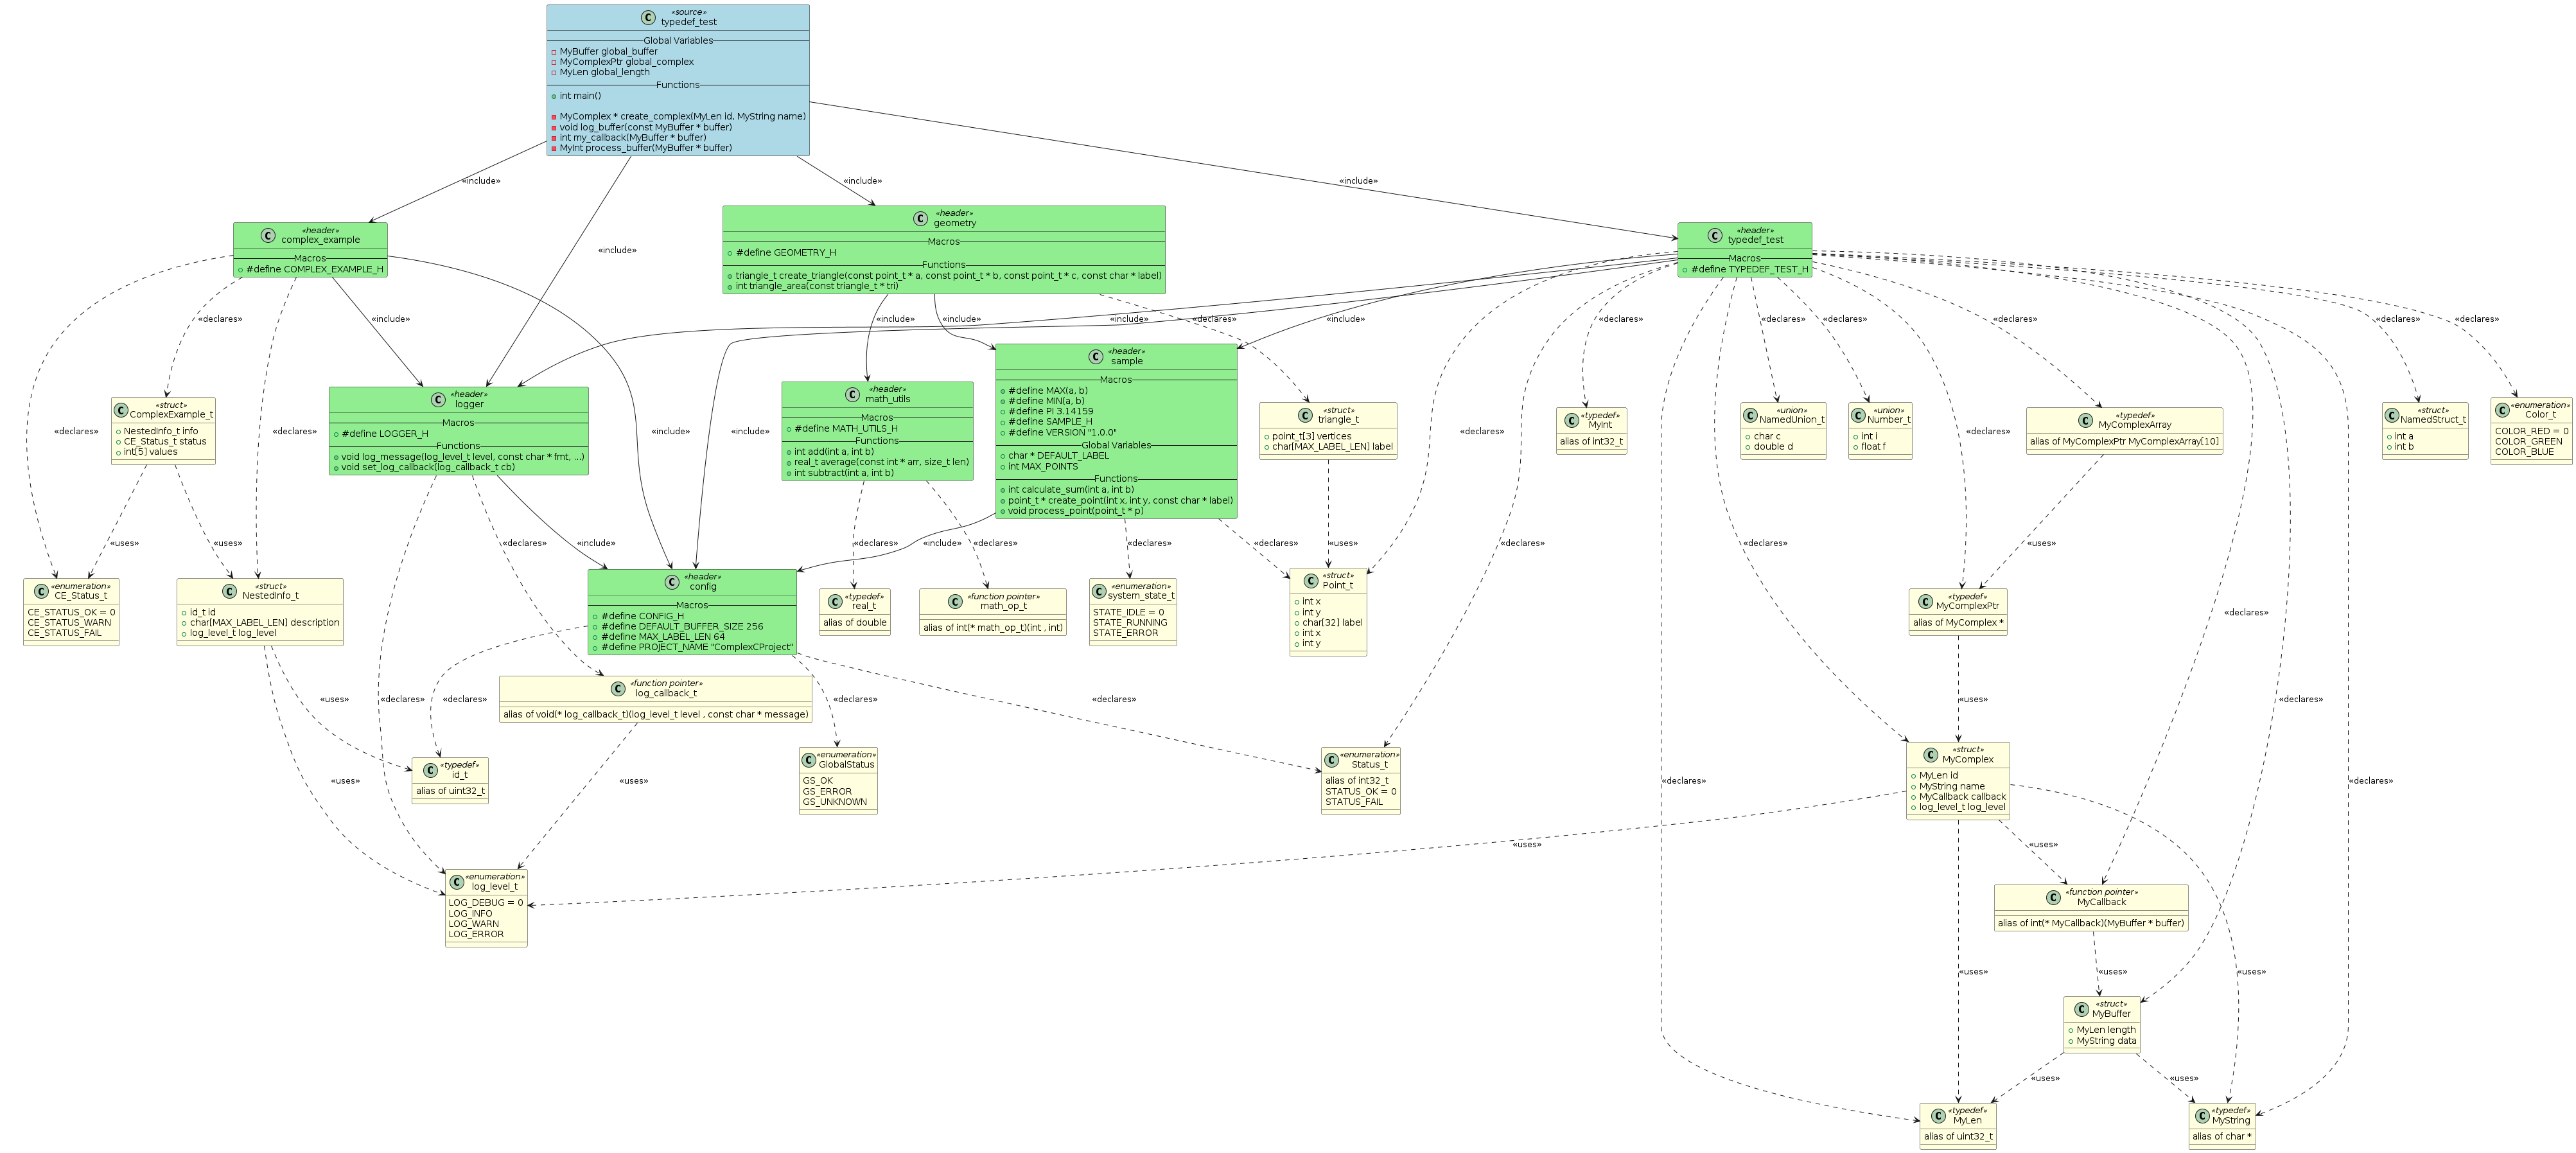 «source»
typedef_test
Global Variables
MyBuffer global_buffer
MyComplexPtr global_complex
MyLen global_length
Functions
int main()
MyComplex * create_complex(MyLen id, MyString name)
void log_buffer(const MyBuffer * buffer)
int my_callback(MyBuffer * buffer)
MyInt process_buffer(MyBuffer * buffer)
«include»
«include»
«include»
«include»
«header»
complex_example
Macros
#define COMPLEX_EXAMPLE_H
«header»
geometry
Macros
#define GEOMETRY_H
Functions
triangle_t create_triangle(const point_t * a, const point_t * b, const point_t * c, const char * label)
int triangle_area(const triangle_t * tri)
«header»
typedef_test
Macros
#define TYPEDEF_TEST_H
«declares»
«include»
«include»
«include»
«include»
«declares»
«include»
«declares»
«declares»
«declares»
«declares»
«declares»
«declares»
«struct»
ComplexExample_t
NestedInfo_t info
CE_Status_t status
int[5] values
«header»
logger
Macros
#define LOGGER_H
Functions
void log_message(log_level_t level, const char * fmt, ...)
void set_log_callback(log_callback_t cb)
«header»
math_utils
Macros
#define MATH_UTILS_H
Functions
int add(int a, int b)
real_t average(const int * arr, size_t len)
int subtract(int a, int b)
«header»
sample
Macros
#define MAX(a, b)
#define MIN(a, b)
#define PI 3.14159
#define SAMPLE_H
#define VERSION "1.0.0"
Global Variables
char * DEFAULT_LABEL
int MAX_POINTS
Functions
int calculate_sum(int a, int b)
point_t * create_point(int x, int y, const char * label)
void process_point(point_t * p)
«struct»
triangle_t
point_t[3] vertices
char[MAX_LABEL_LEN] label
«typedef»
MyInt
alias of int32_t
«union»
NamedUnion_t
char c
double d
«union»
Number_t
int i
float f
«typedef»
MyComplexArray
alias of MyComplexPtr MyComplexArray[10]
«struct»
NamedStruct_t
int a
int b
«enumeration»
Color_t
COLOR_RED = 0
COLOR_GREEN
COLOR_BLUE
«declares»
«declares»
«include»
«include»
«declares»
«declares»
«declares»
«uses»
«uses»
«declares»
«include»
«declares»
«declares»
«include»
«declares»
«declares»
«uses»
«declares»
«declares»
«uses»
«enumeration»
CE_Status_t
CE_STATUS_OK = 0
CE_STATUS_WARN
CE_STATUS_FAIL
«struct»
NestedInfo_t
id_t id
char[MAX_LABEL_LEN] description
log_level_t log_level
«header»
config
Macros
#define CONFIG_H
#define DEFAULT_BUFFER_SIZE 256
#define MAX_LABEL_LEN 64
#define PROJECT_NAME "ComplexCProject"
«typedef»
real_t
alias of double
«function pointer»
math_op_t
alias of int(* math_op_t)(int , int)
«enumeration»
system_state_t
STATE_IDLE = 0
STATE_RUNNING
STATE_ERROR
«struct»
Point_t
int x
int y
char[32] label
int x
int y
«typedef»
MyComplexPtr
alias of MyComplex *
«uses»
«declares»
«declares»
«declares»
«declares»
«uses»
«declares»
«function pointer»
log_callback_t
alias of void(* log_callback_t)(log_level_t level , const char * message)
«typedef»
id_t
alias of uint32_t
«enumeration»
GlobalStatus
GS_OK
GS_ERROR
GS_UNKNOWN
«enumeration»
Status_t
alias of int32_t
STATUS_OK = 0
STATUS_FAIL
«struct»
MyComplex
MyLen id
MyString name
MyCallback callback
log_level_t log_level
«uses»
«uses»
«declares»
«declares»
«uses»
«uses»
«enumeration»
log_level_t
LOG_DEBUG = 0
LOG_INFO
LOG_WARN
LOG_ERROR
«function pointer»
MyCallback
alias of int(* MyCallback)(MyBuffer * buffer)
«uses»
«uses»
«uses»
«struct»
MyBuffer
MyLen length
MyString data
«uses»
«uses»
«typedef»
MyLen
alias of uint32_t
«typedef»
MyString
alias of char *